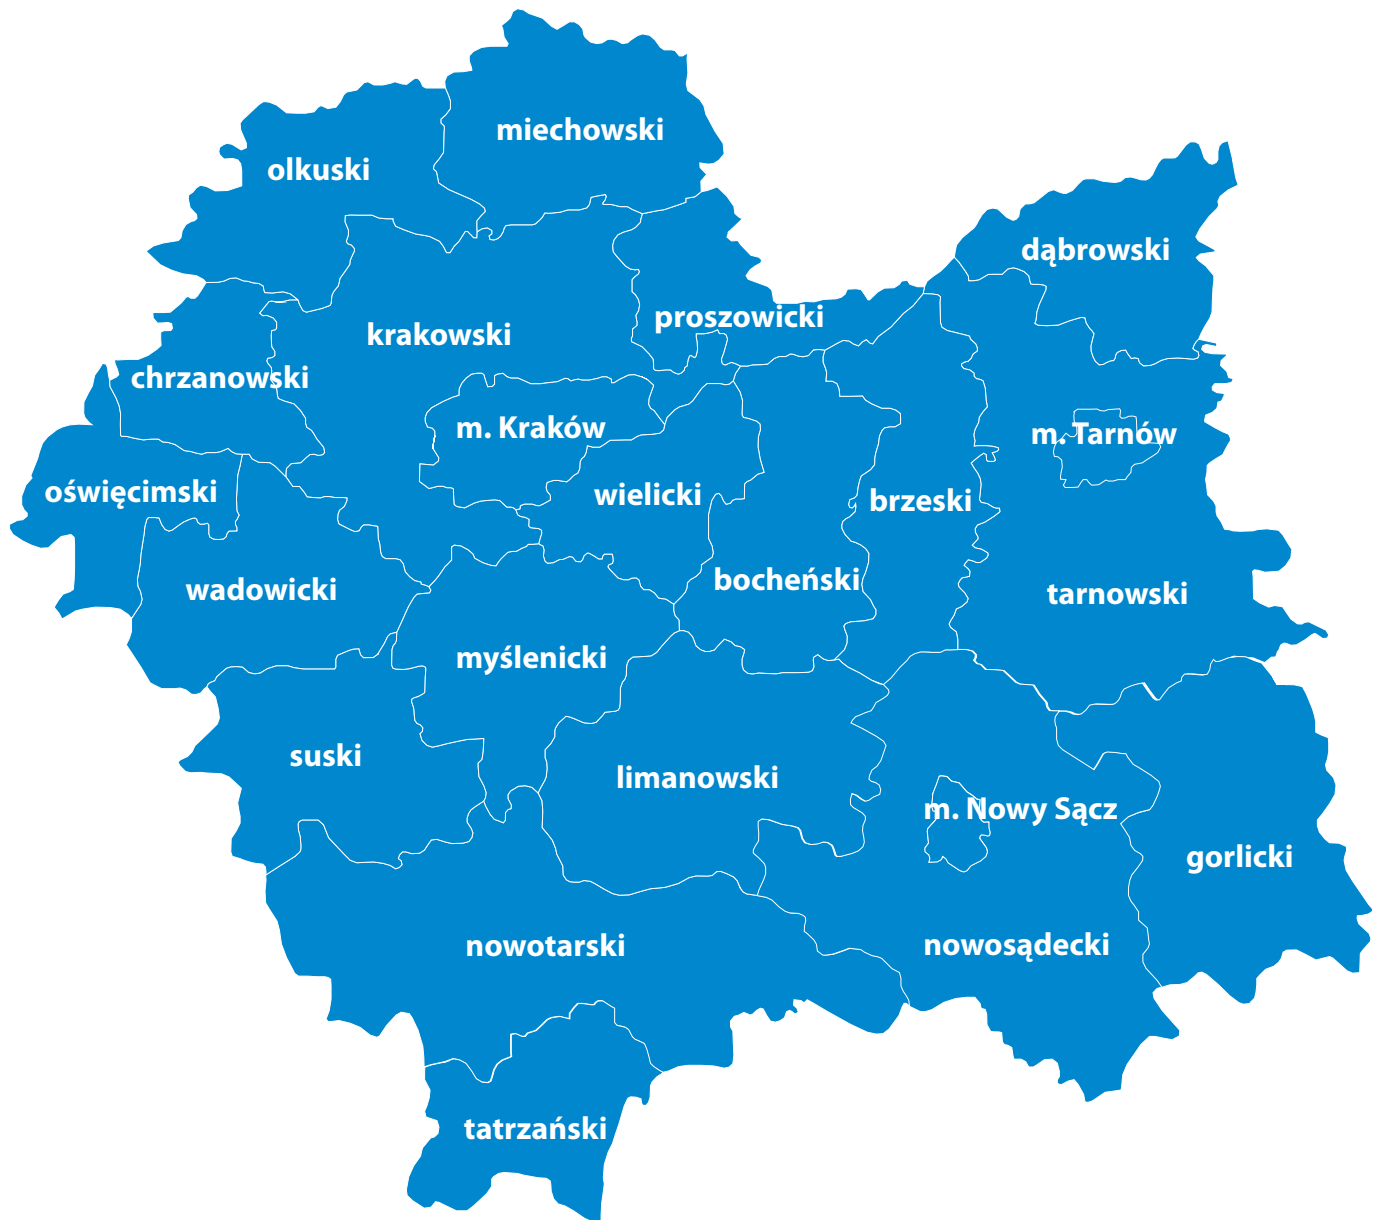 miechowski
olkuski
dąbrowski
proszowicki
krakowski
chrzanowski
m. Kraków
m. Tarnów
oświęcimski
wielicki
brzeski
wadowicki
bocheński
tarnowski
myślenicki
suski
limanowski
m. Nowy Sącz
gorlicki
nowotarski
nowosądecki
tatrzański